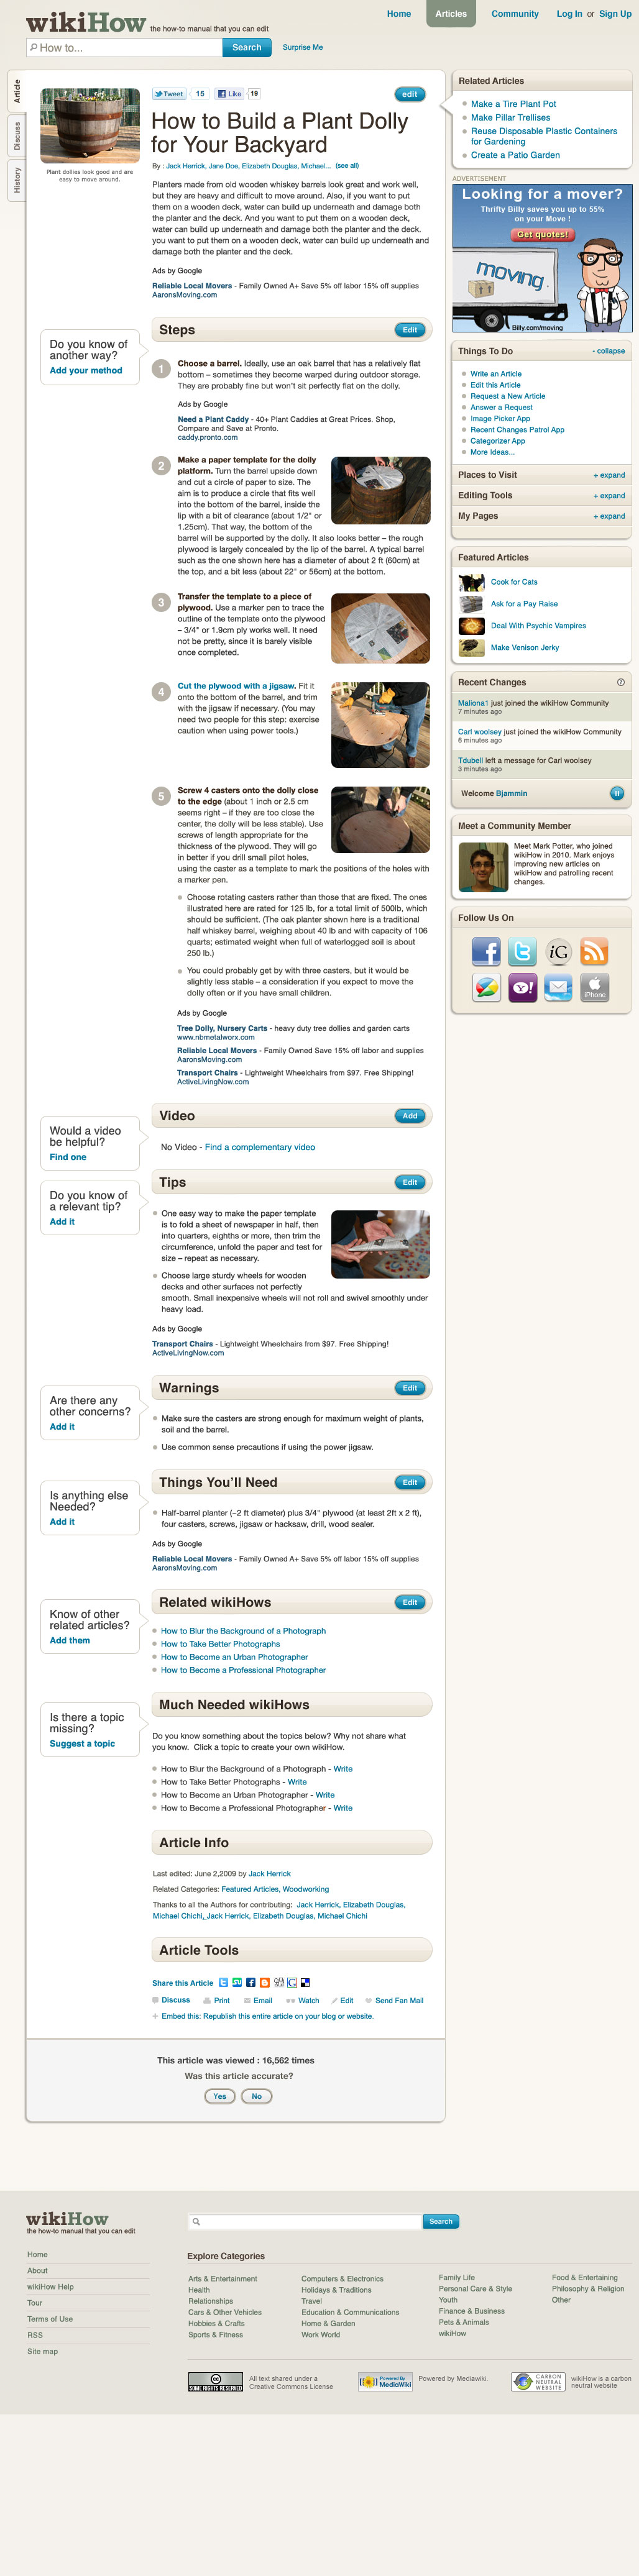 wikiHow the how-to manual that you can edit
Home Articles Community Log In or Sign Up
How to... Search Surprise Me
Article
Discuss
History
Plant dollies look good and are
easy to move around.
Tweet 15 Like 19 edit
How to Build a Plant Dolly
for Your Backyard
By : Jack Herrick, Jane Doe, Elizabeth Douglas, Michael... (see all)
Planters made from old wooden whiskey barrels look great and work well,
but they are heavy and difficult to move around. Also, if you want to put
them on a wooden deck, water can build up underneath and damage both
the planter and the deck. And you want to put them on a wooden deck,
water can build up underneath and damage both the planter and the deck.
you want to put them on a wooden deck, water can build up underneath and
damage both the planter and the deck.
Ads by Google
Reliable Local Movers - Family Owned A+ Save 5% off labor 15% off supplies
AaronsMoving.com
Do you know of
another way?
Add your method
Steps Edit
1 Choose a barrel. Ideally, use an oak barrel that has a relatively flat
bottom – sometimes they become warped during outdoor storage.
They are probably fine but won't sit perfectly flat on the dolly.
Ads by Google
Need a Plant Caddy - 40+ Plant Caddies at Great Prices. Shop,
Compare and Save at Pronto.
caddy.pronto.com
2 Make a paper template for the dolly
platform. Turn the barrel upside down
and cut a circle of paper to size. The
aim is to produce a circle that fits well
into the bottom of the barrel, inside the
lip with a bit of clearance (about 1/2" or
1.25cm). That way, the bottom of the
barrel will be supported by the dolly. It also looks better – the rough
plywood is largely concealed by the lip of the barrel. A typical barrel
such as the one shown here has a diameter of about 2 ft (60cm) at
the top, and a bit less (about 22" or 56cm) at the bottom.
3 Transfer the template to a piece of
plywood. Use a marker pen to trace the
outline of the template onto the plywood
– 3/4" or 1.9cm ply works well. It need
not be pretty, since it is barely visible
once completed.
4 Cut the plywood with a jigsaw. Fit it
onto the bottom of the barrel, and trim
with the jigsaw if necessary. (You may
need two people for this step: exercise
caution when using power tools.)
5 Screw 4 casters onto the dolly close
to the edge (about 1 inch or 2.5 cm
seems right – if they are too close the
center, the dolly will be less stable). Use
screws of length appropriate for the
thickness of the plywood. They will go
in better if you drill small pilot holes,
using the caster as a template to mark the positions of the holes with
a marker pen.
Choose rotating casters rather than those that are fixed. The ones
illustrated here are rated for 125 lb, for a total limit of 500lb, which
should be sufficient. (The oak planter shown here is a traditional
half whiskey barrel, weighing about 40 lb and with capacity of 106
quarts; estimated weight when full of waterlogged soil is about
250 lb.)
You could probably get by with three casters, but it would be
slightly less stable – a consideration if you expect to move the
dolly often or if you have small children.
Ads by Google
Tree Dolly, Nursery Carts - heavy duty tree dollies and garden carts
www.nbmetalworx.com
Reliable Local Movers - Family Owned Save 15% off labor and supplies
AaronsMoving.com
Transport Chairs - Lightweight Wheelchairs from $97. Free Shipping!
ActiveLivingNow.com
Would a video
be helpful?
Find one
Video Add
No Video - Find a complementary video
Do you know of
a relevant tip?
Add it
Tips Edit
One easy way to make the paper template
is to fold a sheet of newspaper in half, then
into quarters, eighths or more, then trim the
circumference, unfold the paper and test for
size – repeat as necessary.
Choose large sturdy wheels for wooden
decks and other surfaces not perfectly
smooth. Small inexpensive wheels will not roll and swivel smoothly under
heavy load.
Ads by Google
Transport Chairs - Lightweight Wheelchairs from $97. Free Shipping!
ActiveLivingNow.com
Are there any
other concerns?
Add it
Warnings Edit
Make sure the casters are strong enough for maximum weight of plants,
soil and the barrel.
Use common sense precautions if using the power jigsaw.
Is anything else
Needed?
Add it
Things You'll Need Edit
Half-barrel planter (~2 ft diameter) plus 3/4" plywood (at least 2ft x 2 ft),
four casters, screws, jigsaw or hacksaw, drill, wood sealer.
Ads by Google
Reliable Local Movers - Family Owned A+ Save 5% off labor 15% off supplies
AaronsMoving.com
Know of other
related articles?
Add them
Related wikiHows Edit
How to Blur the Background of a Photograph
How to Take Better Photographs
How to Become an Urban Photographer
How to Become a Professional Photographer
Is there a topic
missing?
Suggest a topic
Much Needed wikiHows
Do you know something about the topics below? Why not share what
you know. Click a topic to create your own wikiHow.
How to Blur the Background of a Photograph - Write
How to Take Better Photographs - Write
How to Become an Urban Photographer - Write
How to Become a Professional Photographer - Write
Article Info
Last edited: June 2,2009 by Jack Herrick
Related Categories: Featured Articles, Woodworking
Thanks to all the Authors for contributing: Jack Herrick, Elizabeth Douglas,
Michael Chichi, Jack Herrick, Elizabeth Douglas, Michael Chichi
Article Tools
Share this Article
Discuss Print Email Watch Edit Send Fan Mail
Embed this: Republish this entire article on your blog or website.
This article was viewed : 16,562 times
Was this article accurate?
Yes No
Related Articles
Make a Tire Plant Pot
Make Pillar Trellises
Reuse Disposable Plastic Containers
for Gardening
Create a Patio Garden
ADVERTISEMENT
Looking for a mover?
Thrifty Billy saves you up to 55%
on your Move !
Get quotes!
moving
Billy.com/moving
Things To Do - collapse
Write an Article
Edit this Article
Request a New Article
Answer a Request
Image Picker App
Recent Changes Patrol App
Categorizer App
More Ideas...
Places to Visit + expand
Editing Tools + expand
My Pages + expand
Featured Articles
Cook for Cats
Ask for a Pay Raise
Deal With Psychic Vampires
Make Venison Jerky
Recent Changes ?
Maliona1 just joined the wikiHow Community
7 minutes ago
Carl woolsey just joined the wikiHow Community
6 minutes ago
Tdubell left a message for Carl woolsey
3 minutes ago
Welcome Bjammin
Meet a Community Member
Meet Mark Potter, who joined
wikiHow in 2010. Mark enjoys
improving new articles on
wikiHow and patrolling recent
changes.
Follow Us On
iG
Y!
iPhone
wikiHow
the how-to manual that you can edit
Search
Home
About
wikiHow Help
Tour
Terms of Use
RSS
Site map
Explore Categories
Arts & Entertainment
Health
Relationships
Cars & Other Vehicles
Hobbies & Crafts
Sports & Fitness
Computers & Electronics
Holidays & Traditions
Travel
Education & Communications
Home & Garden
Work World
Family Life
Personal Care & Style
Youth
Finance & Business
Pets & Animals
wikiHow
Food & Entertaining
Philosophy & Religion
Other
cc
SOME RIGHTS RESERVED
All text shared under a
Creative Commons License
Powered By
MediaWiki
Powered by Mediawiki.
CARBON
NEUTRAL
WEBSITE
wikiHow is a carbon
neutral website